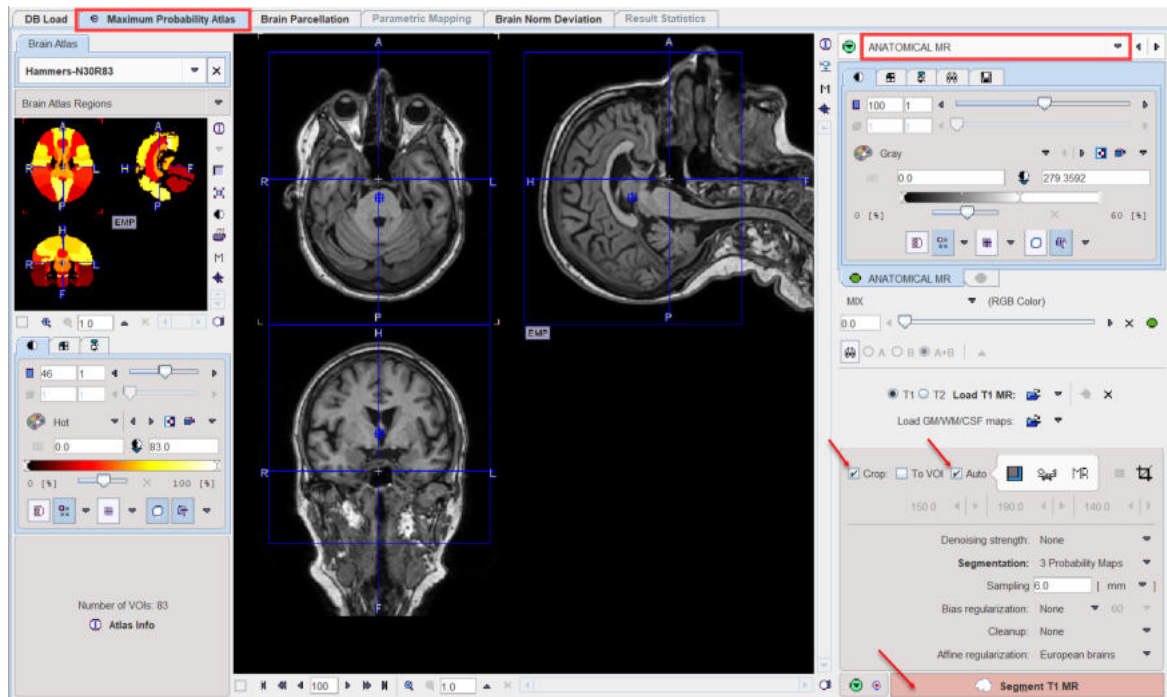 DB Load Maximum Probability Atlas Brain Parcellation Parametric Mapping Brain Norm Deviation Result Statistics
Brain Atlas
Hammers-N30R83
Brain Atlas Regions
A A
R L H F
P P
EMP
H
R L
F
1.0
46 1
1 1
Hot
0.0 83.0
0 [%] 100 [%]
Number of VOIs: 83
Atlas Info
A A
R L H F
P P
H EMP
R L
F
100 1.0
M
ANATOMICAL MR
100 1
1 1
Gray
0.0 279.3592
0 [%] 60 [%]
ANATOMICAL MR
MIX (RGB Color)
0.0
A B A+B
T1 T2 Load T1 MR:
Load GM/WM/CSF maps:
Crop: To VOI Auto MR
150.0 190.0 140.0
Denoising strength: None
Segmentation: 3 Probability Maps
Sampling 6.0 [ mm ]
Bias regularization: None 60
Cleanup: None
Affine regularization: European brains
Segment T1 MR